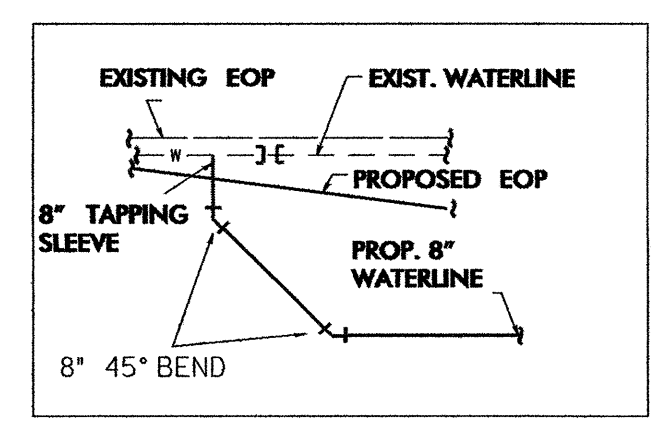 EXISTING EOP
EXIST. WATERLINE
W
PROPOSED EOP
8" TAPPING
SLEEVE
PROP. 8"
WATERLINE
8" 45° BEND